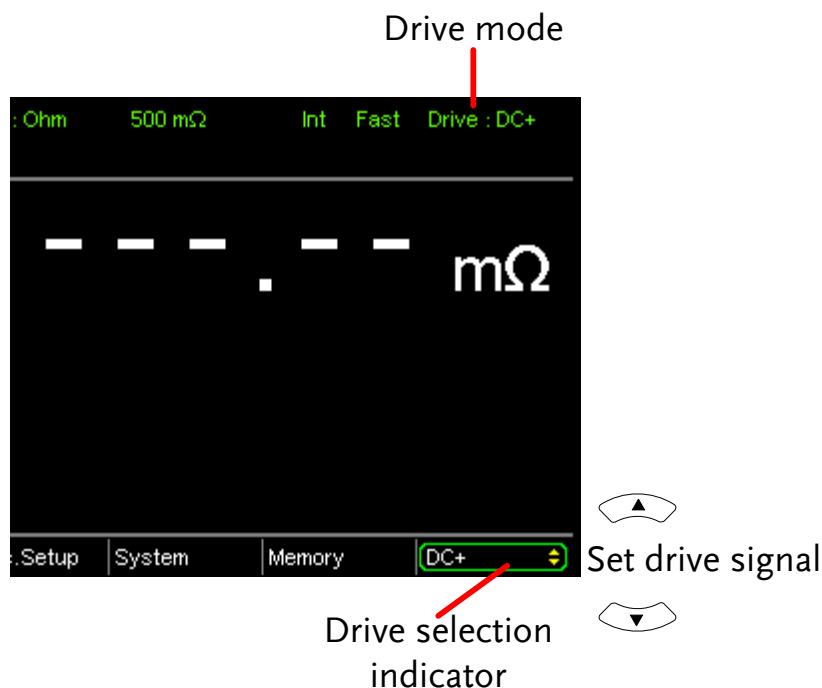 Drive mode
: Ohm 500 mΩ Int Fast Drive : DC+
---.-- mΩ
.Setup System Memory DC+
Set drive signal
Drive selection
indicator